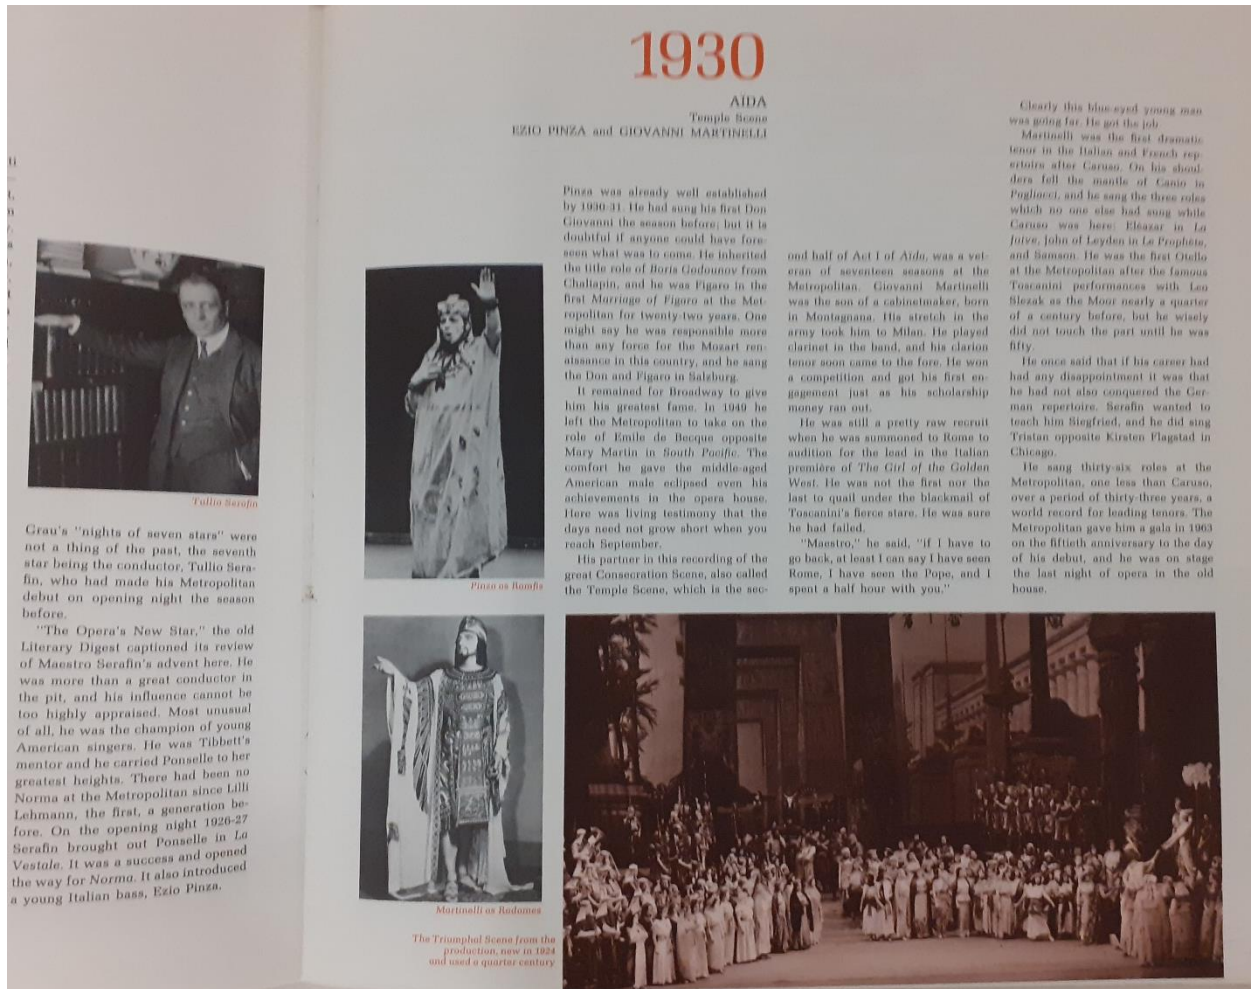 Tullio Serafin
Grau's "nights of seven stars" were
not a thing of the past, the seventh
star being the conductor, Tullio Sera-
fin, who had made his Metropolitan
debut on opening night the season
before.
"The Opera's New Star," the old
Literary Digest captioned its review
of Maestro Serafin's advent here. He
was more than a great conductor in
the pit, and his influence cannot be
too highly appraised. Most unusual
of all, he was the champion of young
American singers. He was Tibbett's
mentor and he carried Ponselle to her
greatest heights. There had been no
Norma at the Metropolitan since Lilli
Lehmann, the first, a generation be-
fore. On the opening night 1926-27
Serafin brought out Ponselle in La
Vestale. It was a success and opened
the way for Norma. It also introduced
a young Italian bass, Ezio Pinza.
1930
AÏDA
Temple Scene
EZIO PINZA and GIOVANNI MARTINELLI
Pinza as Ramfis
Martinelli as Radames
The Triumphal Scene from the
production, new in 1924
and used a quarter century
Pinza was already well established
by 1930-31. He had sung his first Don
Giovanni the season before; but it is
doubtful if anyone could have fore-
seen what was to come. He inherited
the title role of Boris Godounov from
Chaliapin, and he was Figaro in the
first Marriage of Figaro at the Met-
ropolitan for twenty-two years. One
might say he was responsible more
than any force for the Mozart ren-
aissance in this country, and he sang
the Don and Figaro in Salzburg.
It remained for Broadway to give
him his greatest fame. In 1949 he
left the Metropolitan to take on the
role of Emile de Becque opposite
Mary Martin in South Pacific. The
comfort he gave the middle-aged
American male eclipsed even his
achievements in the opera house.
Here was living testimony that the
days need not grow short when you
reach September.
His partner in this recording of the
great Consecration Scene, also called
the Temple Scene, which is the sec-
ond half of Act I of Aïda, was a vet-
eran of seventeen seasons at the
Metropolitan. Giovanni Martinelli
was the son of a cabinetmaker, born
in Montagnana. His stretch in the
army took him to Milan. He played
clarinet in the band, and his clarion
tenor soon came to the fore. He won
a competition and got his first en-
gagement just as his scholarship
money ran out.
He was still a pretty raw recruit
when he was summoned to Rome to
audition for the lead in the Italian
première of The Girl of the Golden
West. He was not the first nor the
last to quail under the blackmail of
Toscanini's fierce stare. He was sure
he had failed.
"Maestro," he said, "if I have to
go back, at least I can say I have seen
Rome, I have seen the Pope, and I
spent a half hour with you."
Clearly this blue-eyed young man
was going far. He got the job
Martinelli was the first dramatic
tenor in the Italian and French rep-
ertoire after Caruso. On his shoul-
ders fell the mantle of Canio in
Pagliacci, and he sang the three roles
which no one else had sung while
Caruso was here: Eléazar in La
Juive, John of Leyden in Le Prophète,
and Samson. He was the first Otello
at the Metropolitan after the famous
Toscanini performances with Leo
Slezak as the Moor nearly a quarter
of a century before, but he wisely
did not touch the part until he was
fifty.
He once said that if his career had
had any disappointment it was that
he had not also conquered the Ger-
man repertoire. Serafin wanted to
teach him Siegfried, and he did sing
Tristan opposite Kirsten Flagstad in
Chicago.
He sang thirty-six roles at the
Metropolitan, one less than Caruso,
over a period of thirty-three years, a
world record for leading tenors. The
Metropolitan gave him a gala in 1963
on the fiftieth anniversary to the day
of his debut, and he was on stage
the last night of opera in the old
house.